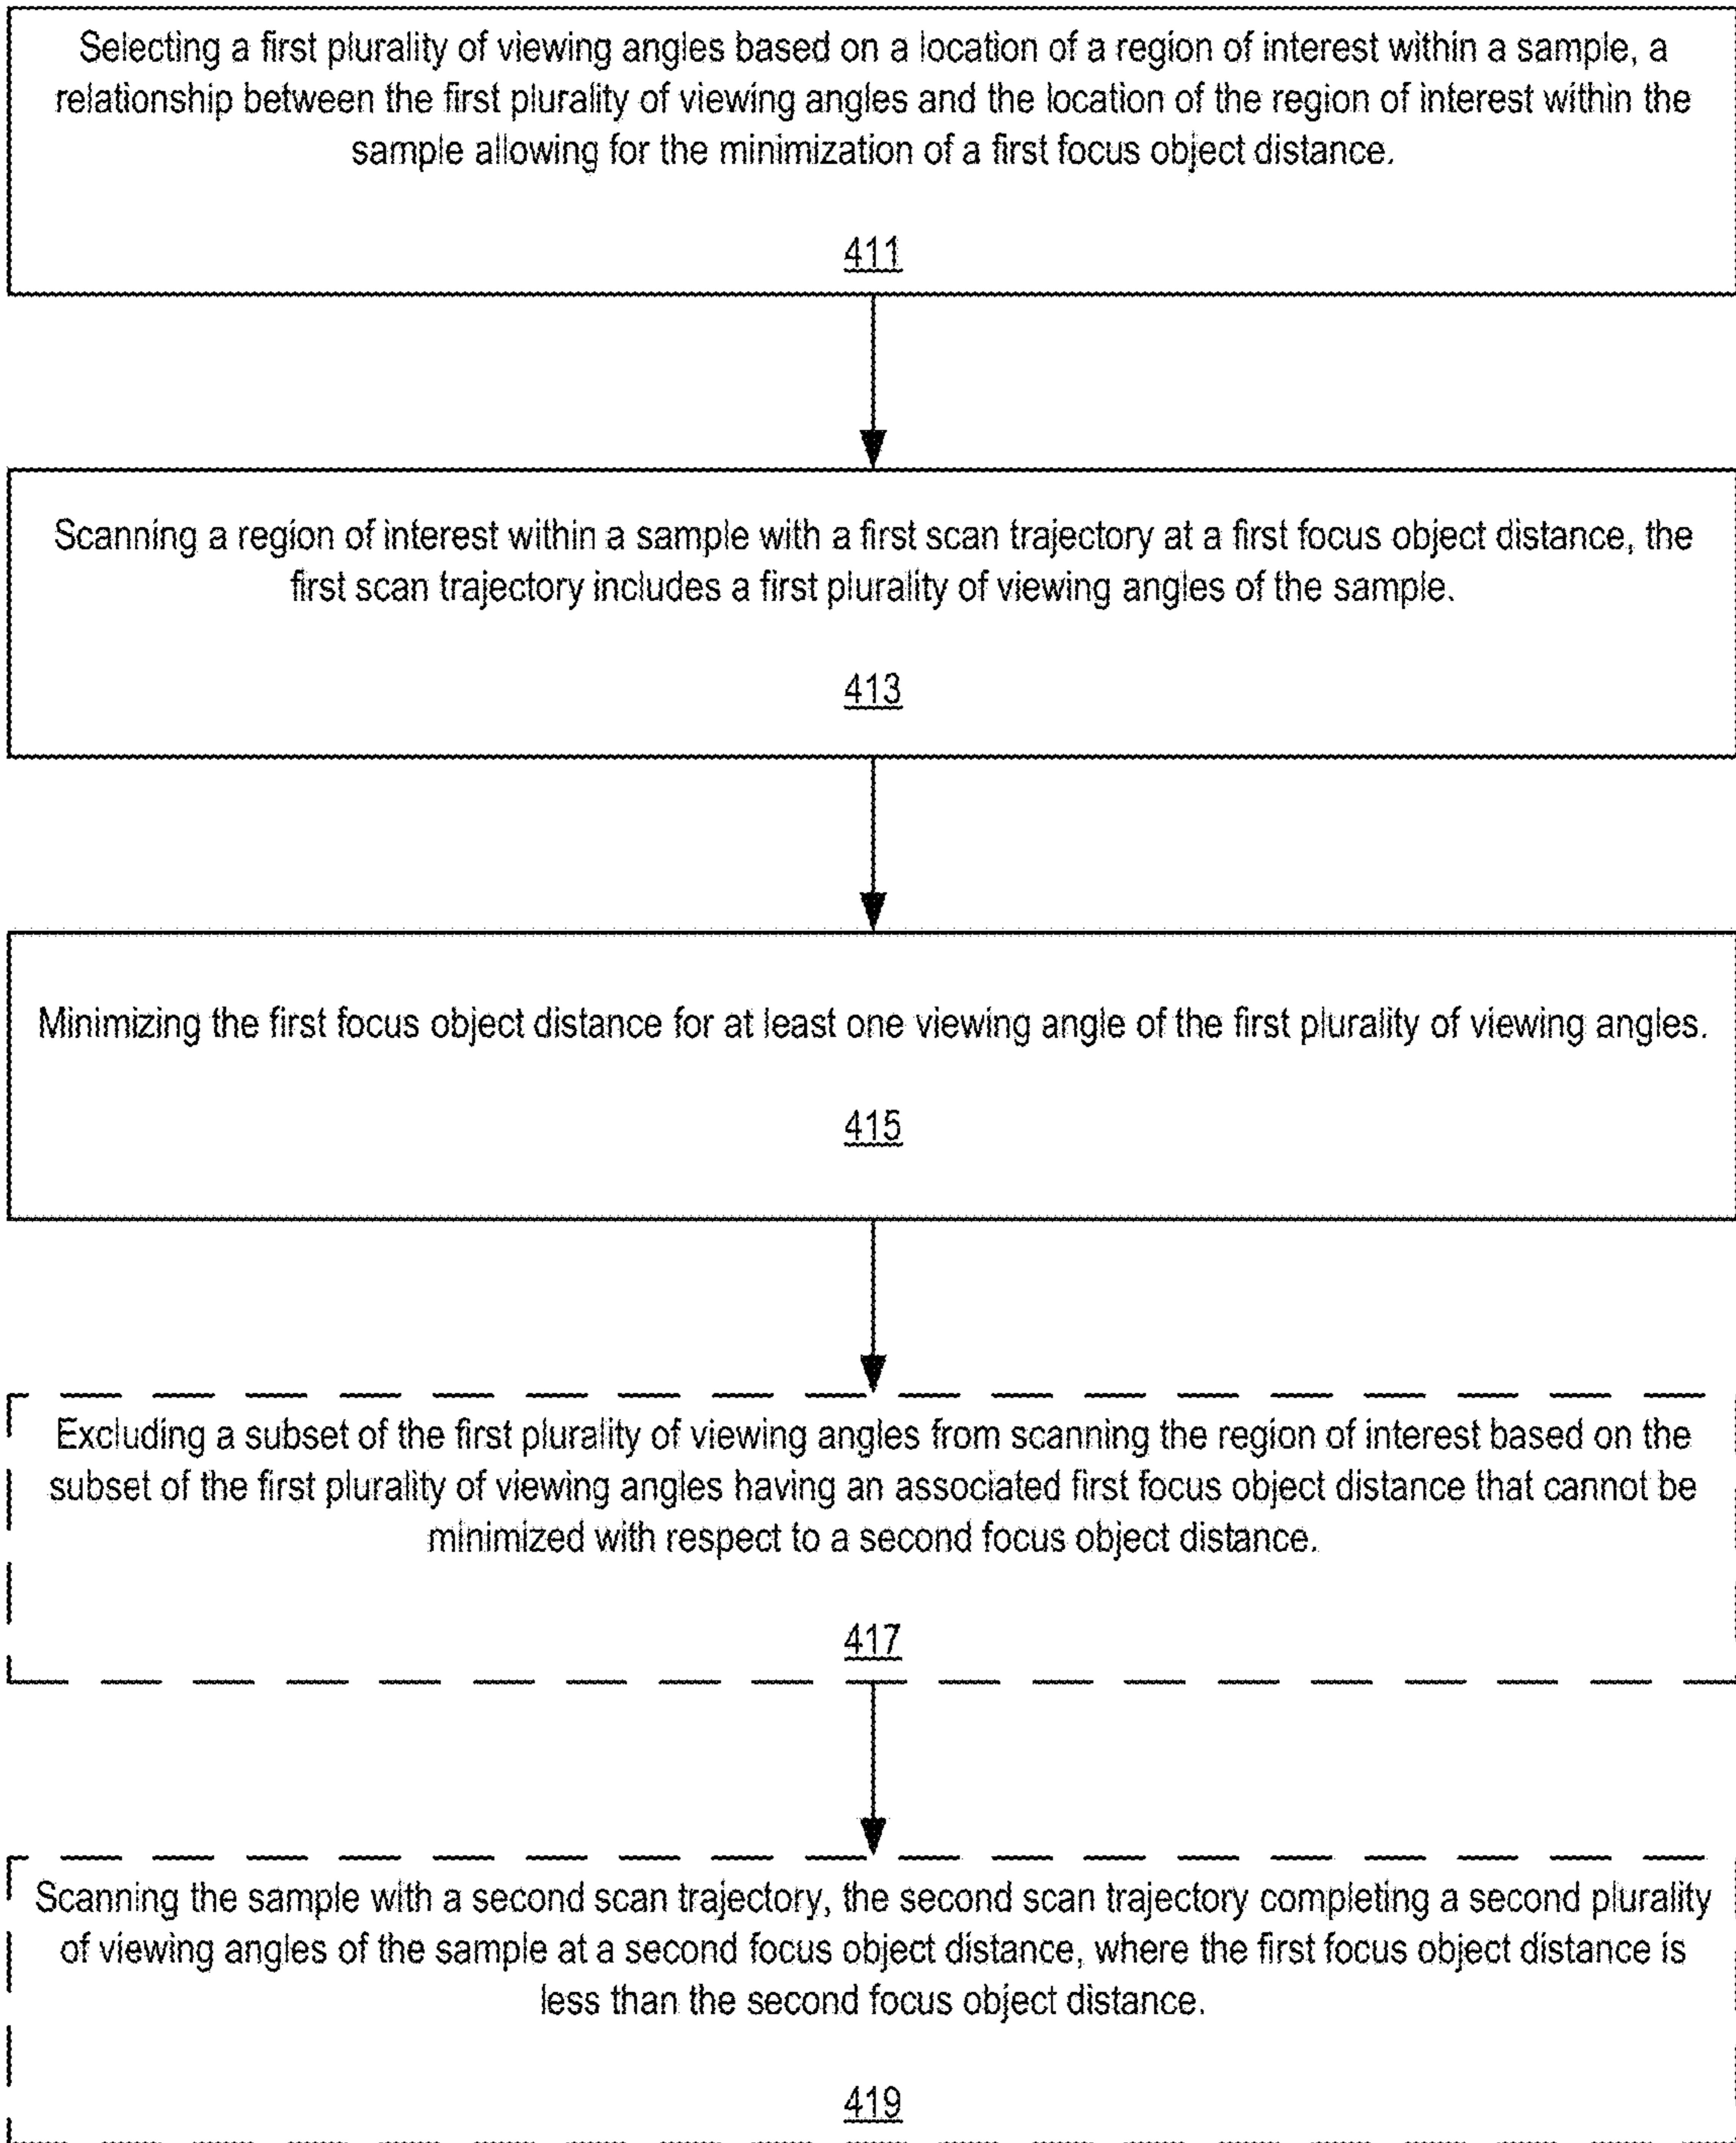 Selecting a first plurality of viewing angles based on a location of a region of interest within a sample, a
relationship between the first plurality of viewing angles and the location of the region of interest within the
sample allowing for the minimization of a first focus object distance.
411
Scanning a region of interest within a sample with a first scan trajectory at a first focus object distance, the
first scan trajectory includes a first plurality of viewing angles of the sample.
413
Minimizing the first focus object distance for at least one viewing angle of the first plurality of viewing angles.
415
Excluding a subset of the first plurality of viewing angles from scanning the region of interest based on the
subset of the first plurality of viewing angles having an associated first focus object distance that cannot be
minimized with respect to a second focus object distance.
417
Scanning the sample with a second scan trajectory, the second scan trajectory completing a second plurality
of viewing angles of the sample at a second focus object distance, where the first focus object distance is
less than the second focus object distance.
419